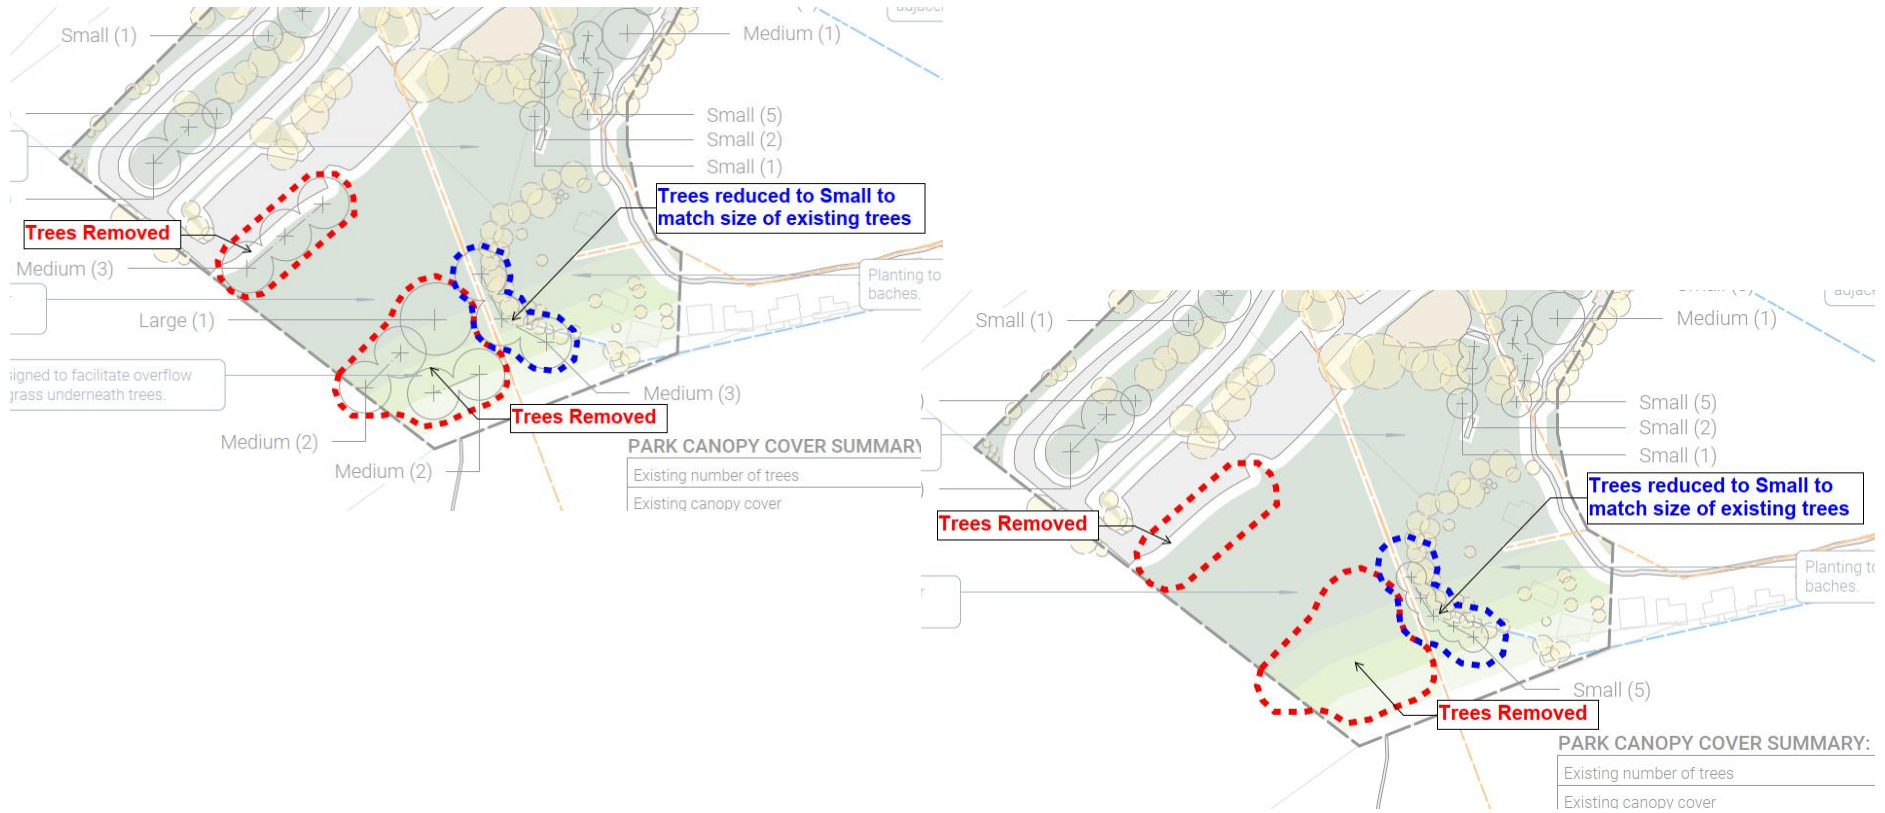 adjacen
Small (1)
Medium (1)
Small (5)
Small (2)
Small (1)
Trees reduced to Small to
match size of existing trees
Trees Removed
Medium (3)
Planting to
baches.
Large (1)
signed to facilitate overflow
grass underneath trees.
Medium (3)
Trees Removed
Medium (2)
Medium (2)
PARK CANOPY COVER SUMMARY
Existing number of trees
Existing canopy cover
adjace
Small (1)
Medium (1)
Small (5)
Small (2)
Small (1)
Trees reduced to Small to
match size of existing trees
Trees Removed
Planting to
baches.
Small (5)
Trees Removed
PARK CANOPY COVER SUMMARY:
Existing number of trees
Existing canopy cover